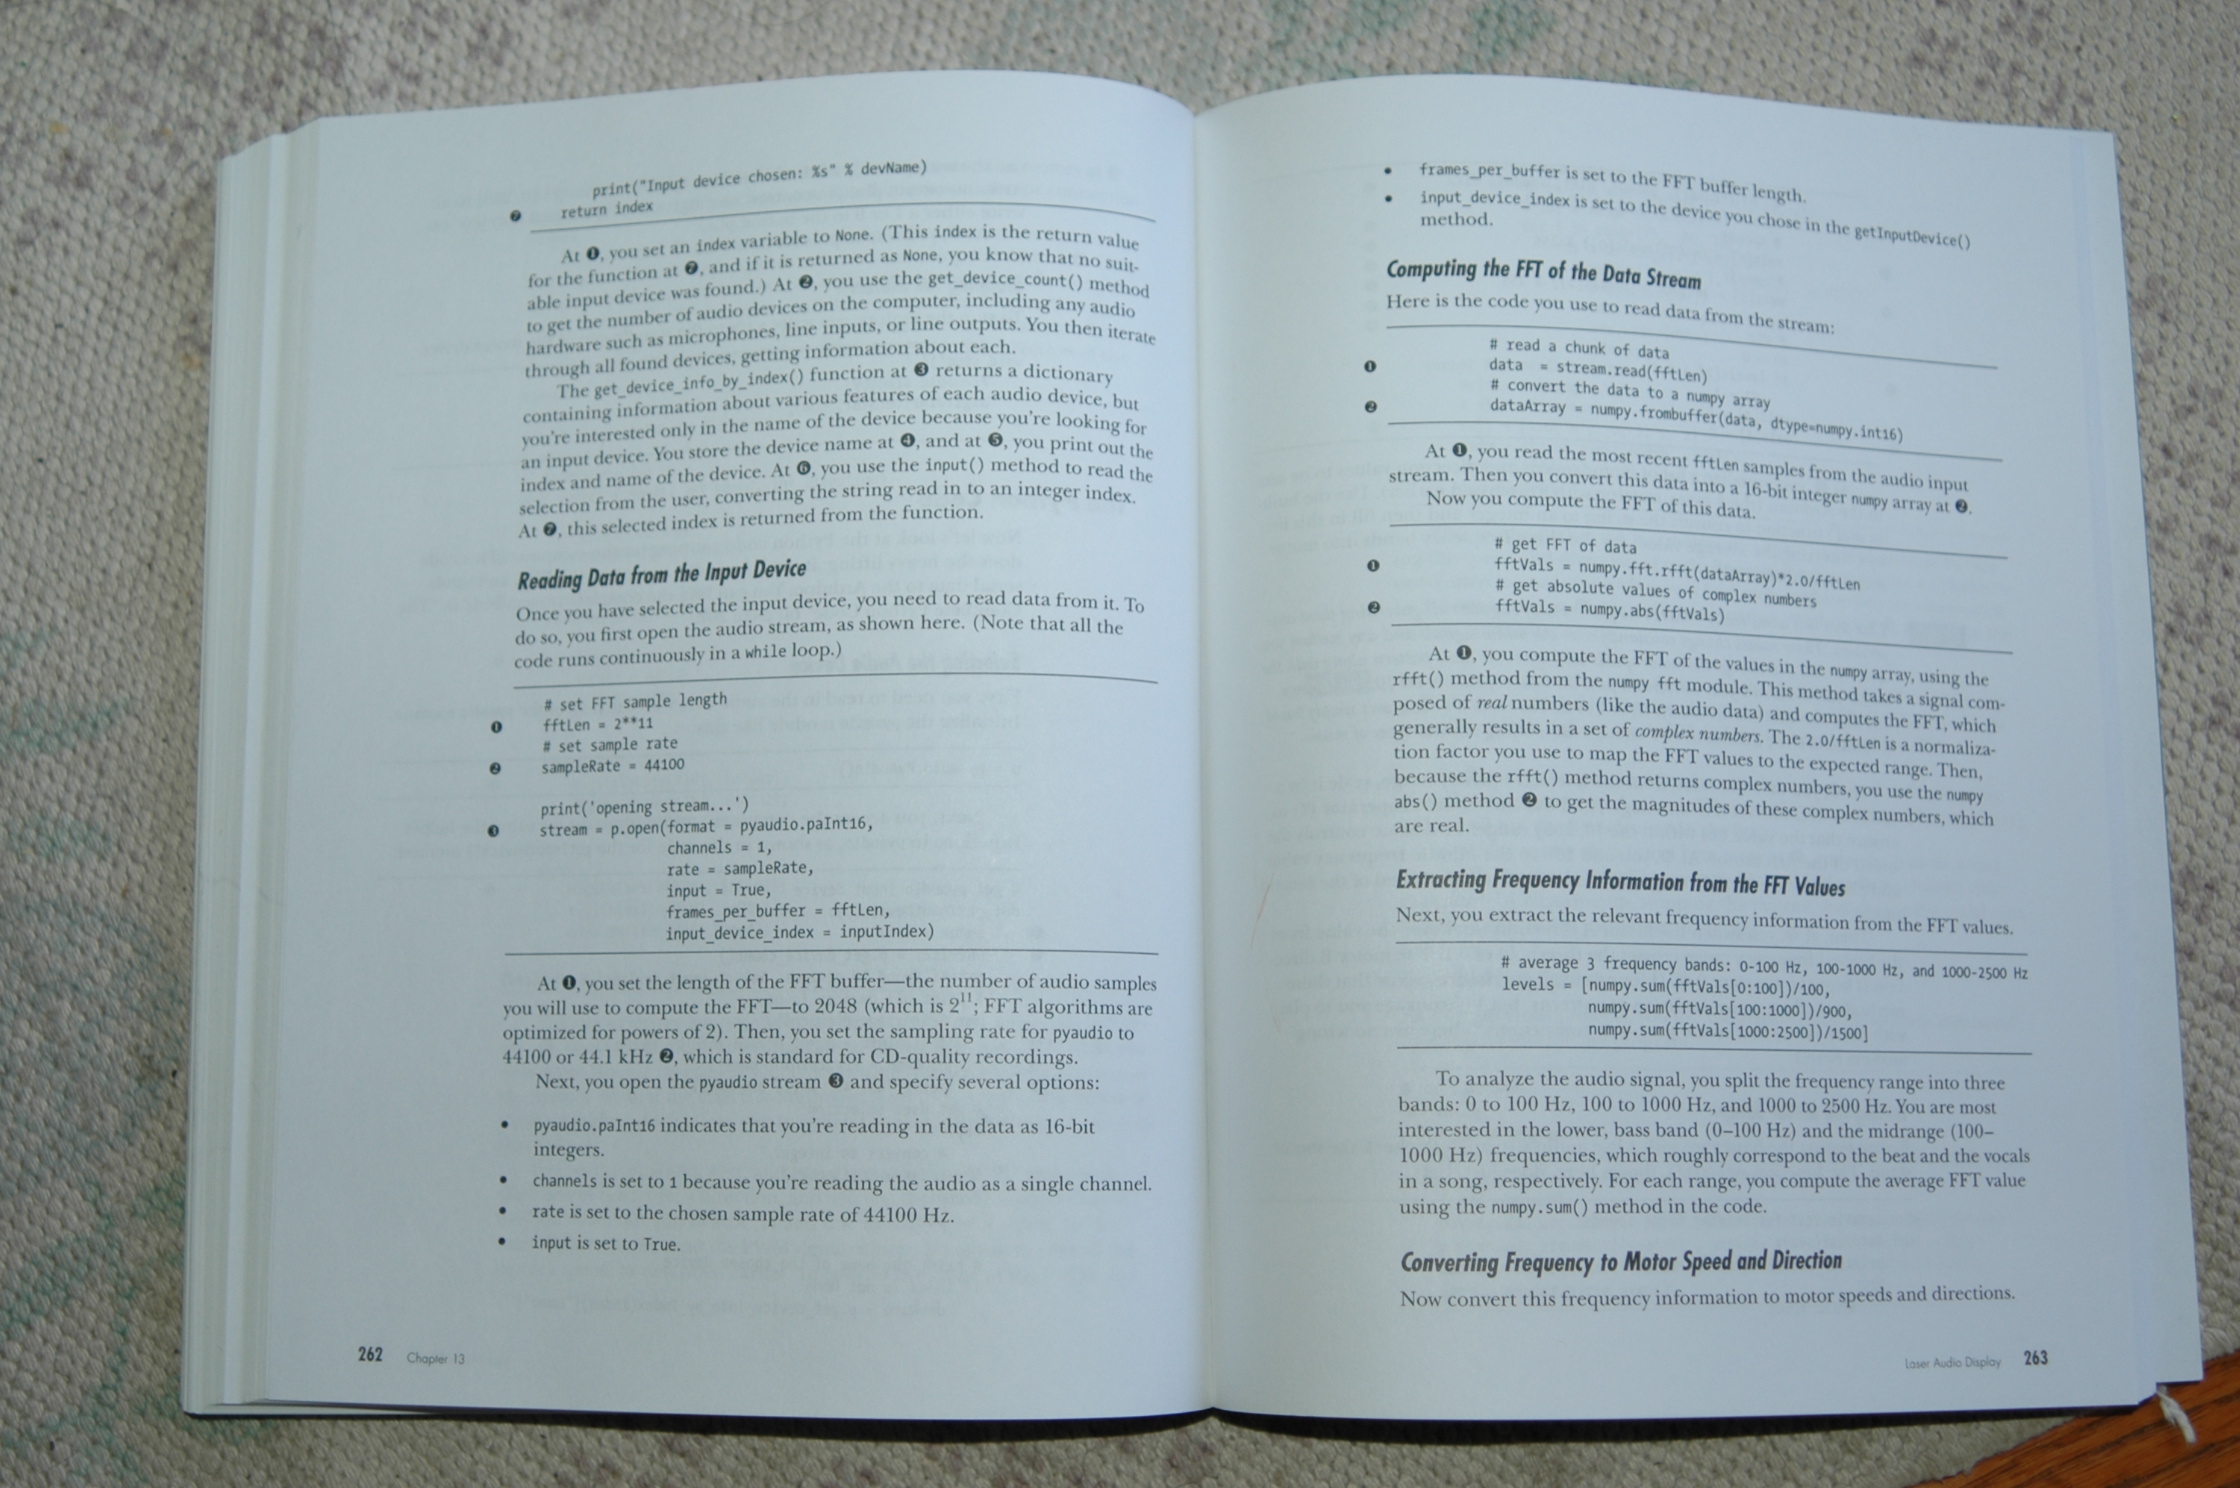 print("Input device chosen: %s" % devName)
❼ return index
At ❶, you set an index variable to None. (This index is the return value
for the function at ❷, and if it is returned as None, you know that no suit-
able input device was found.) At ❷, you use the get_device_count() method
to get the number of audio devices on the computer, including any audio
hardware such as microphones, line inputs, or line outputs. You then iterate
through all found devices, getting information about each.
The get_device_info_by_index() function at ❸ returns a dictionary
containing information about various features of each audio device, but
you're interested only in the name of the device because you're looking for
an input device. You store the device name at ❹, and at ❺, you print out the
index and name of the device. At ❻, you use the input() method to read the
selection from the user, converting the string read in to an integer index.
At ❼, this selected index is returned from the function.
Reading Data from the Input Device
Once you have selected the input device, you need to read data from it. To
do so, you first open the audio stream, as shown here. (Note that all the
code runs continuously in a while loop.)
# set FFT sample length
❶ fftLen = 2**11
# set sample rate
❷ sampleRate = 44100
print('opening stream...')
❸ stream = p.open(format = pyaudio.paInt16,
channels = 1,
rate = sampleRate,
input = True,
frames_per_buffer = fftLen,
input_device_index = inputIndex)
At ❶, you set the length of the FFT buffer—the number of audio samples
you will use to compute the FFT—to 2048 (which is 2¹¹; FFT algorithms are
optimized for powers of 2). Then, you set the sampling rate for pyaudio to
44100 or 44.1 kHz ❷, which is standard for CD-quality recordings.
Next, you open the pyaudio stream ❸ and specify several options:
• pyaudio.paInt16 indicates that you're reading in the data as 16-bit
integers.
• channels is set to 1 because you're reading the audio as a single channel.
• rate is set to the chosen sample rate of 44100 Hz.
• input is set to True.
262 Chapter 13
• frames_per_buffer is set to the FFT buffer length.
• input_device_index is set to the device you chose in the getInputDevice()
method.
Computing the FFT of the Data Stream
Here is the code you use to read data from the stream:
# read a chunk of data
❶ data = stream.read(fftLen)
# convert the data to a numpy array
❷ dataArray = numpy.frombuffer(data, dtype=numpy.int16)
At ❶, you read the most recent fftLen samples from the audio input
stream. Then you convert this data into a 16-bit integer numpy array at ❷.
Now you compute the FFT of this data.
# get FFT of data
❶ fftVals = numpy.fft.rfft(dataArray)*2.0/fftLen
# get absolute values of complex numbers
❷ fftVals = numpy.abs(fftVals)
At ❶, you compute the FFT of the values in the numpy array, using the
rfft() method from the numpy fft module. This method takes a signal com-
posed of real numbers (like the audio data) and computes the FFT, which
generally results in a set of complex numbers. The 2.0/fftLen is a normaliza-
tion factor you use to map the FFT values to the expected range. Then,
because the rfft() method returns complex numbers, you use the numpy
abs() method ❷ to get the magnitudes of these complex numbers, which
are real.
Extracting Frequency Information from the FFT Values
Next, you extract the relevant frequency information from the FFT values.
# average 3 frequency bands: 0-100 Hz, 100-1000 Hz, and 1000-2500 Hz
levels = [numpy.sum(fftVals[0:100])/100,
numpy.sum(fftVals[100:1000])/900,
numpy.sum(fftVals[1000:2500])/1500]
To analyze the audio signal, you split the frequency range into three
bands: 0 to 100 Hz, 100 to 1000 Hz, and 1000 to 2500 Hz. You are most
interested in the lower, bass band (0–100 Hz) and the midrange (100–
1000 Hz) frequencies, which roughly correspond to the beat and the vocals
in a song, respectively. For each range, you compute the average FFT value
using the numpy.sum() method in the code.
Converting Frequency to Motor Speed and Direction
Now convert this frequency information to motor speeds and directions.
Laser Audio Display 263